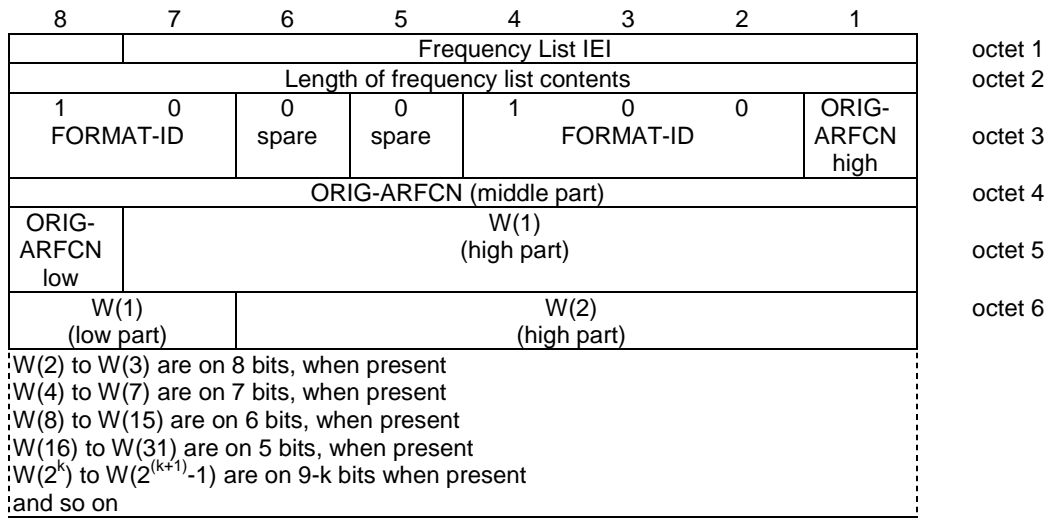 8 7 6 5 4 3 2 1
Frequency List IEI octet 1
Length of frequency list contents octet 2
1 0 0 0 1 0 0 ORIG-
FORMAT-ID spare spare FORMAT-ID ARFCN octet 3
high
ORIG-ARFCN (middle part) octet 4
ORIG- W(1)
ARFCN (high part) octet 5
low
W(1) W(2) octet 6
(low part) (high part)
W(2) to W(3) are on 8 bits, when present
W(4) to W(7) are on 7 bits, when present
W(8) to W(15) are on 6 bits, when present
W(16) to W(31) are on 5 bits, when present
W(2^k) to W(2^(k+1)-1) are on 9-k bits when present
and so on